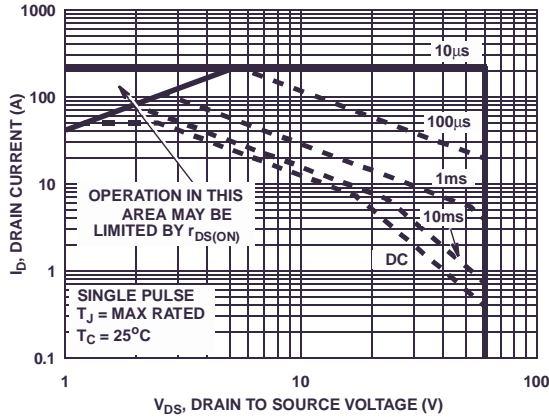 1000
10µs
100
100µs
1ms
10
10ms
OPERATION IN THIS
AREA MAY BE
LIMITED BY rDS(ON)
DC
1
SINGLE PULSE
TJ = MAX RATED
TC = 25oC
0.1
1
10
100
ID, DRAIN CURRENT (A)
VDS, DRAIN TO SOURCE VOLTAGE (V)